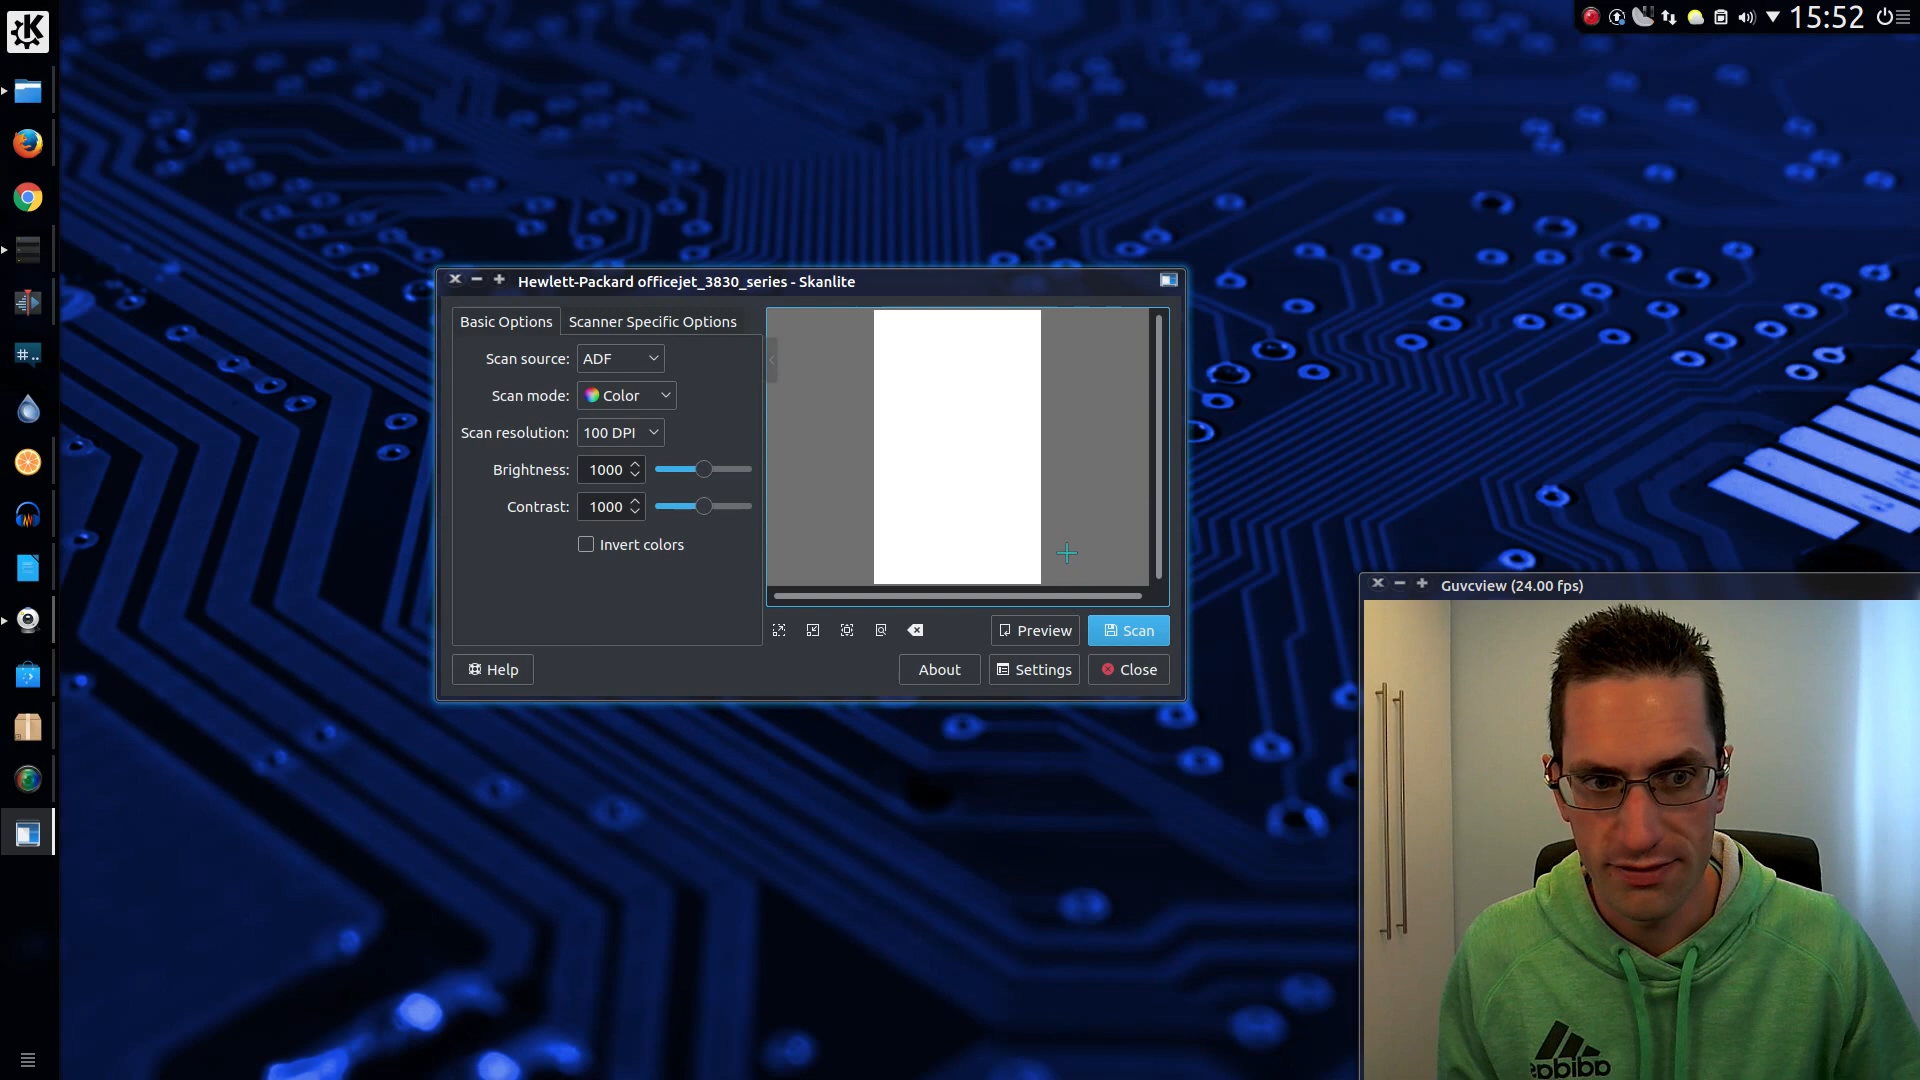 15:52
Hewlett-Packard officejet_3830_series - Skanlite
Basic Options
Scanner Specific Options
Scan source: ADF
Scan mode: Color
Scan resolution: 100 DPI
Brightness: 1000
Contrast: 1000
Invert colors
Preview
Scan
Help
About
Settings
Close
Guvcview (24.00 fps)
#..
adidas